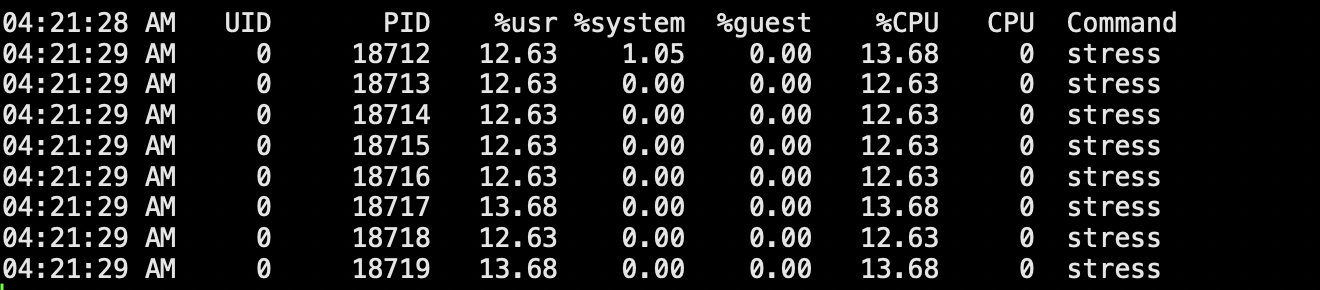 04:21:28 AM   UID       PID    %usr %system  %guest    %CPU   CPU  Command
04:21:29 AM     0     18712   12.63    1.05    0.00   13.68     0  stress
04:21:29 AM     0     18713   12.63    0.00    0.00   12.63     0  stress
04:21:29 AM     0     18714   12.63    0.00    0.00   12.63     0  stress
04:21:29 AM     0     18715   12.63    0.00    0.00   12.63     0  stress
04:21:29 AM     0     18716   12.63    0.00    0.00   12.63     0  stress
04:21:29 AM     0     18717   13.68    0.00    0.00   13.68     0  stress
04:21:29 AM     0     18718   12.63    0.00    0.00   12.63     0  stress
04:21:29 AM     0     18719   13.68    0.00    0.00   13.68     0  stress